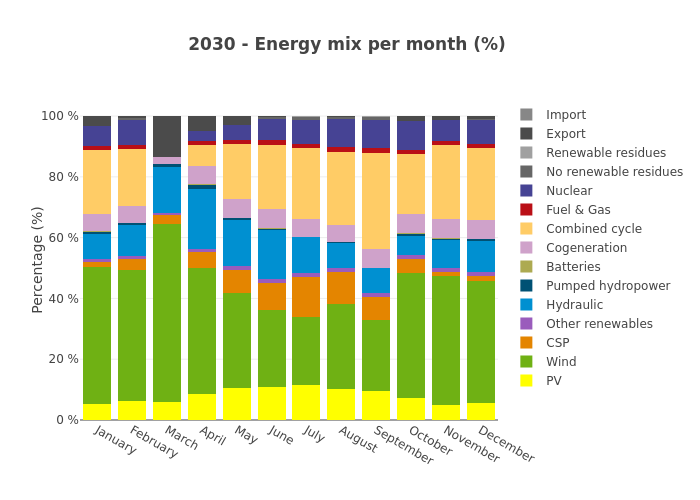 2030 - Energy mix per month (%)
Percentage (%)
100 %
80 %
60 %
40 %
20 %
0 %
January
February
March
April
May
June
July
August
September
October
November
December
Import
Export
Renewable residues
No renewable residues
Nuclear
Fuel & Gas
Combined cycle
Cogeneration
Batteries
Pumped hydropower
Hydraulic
Other renewables
CSP
Wind
PV